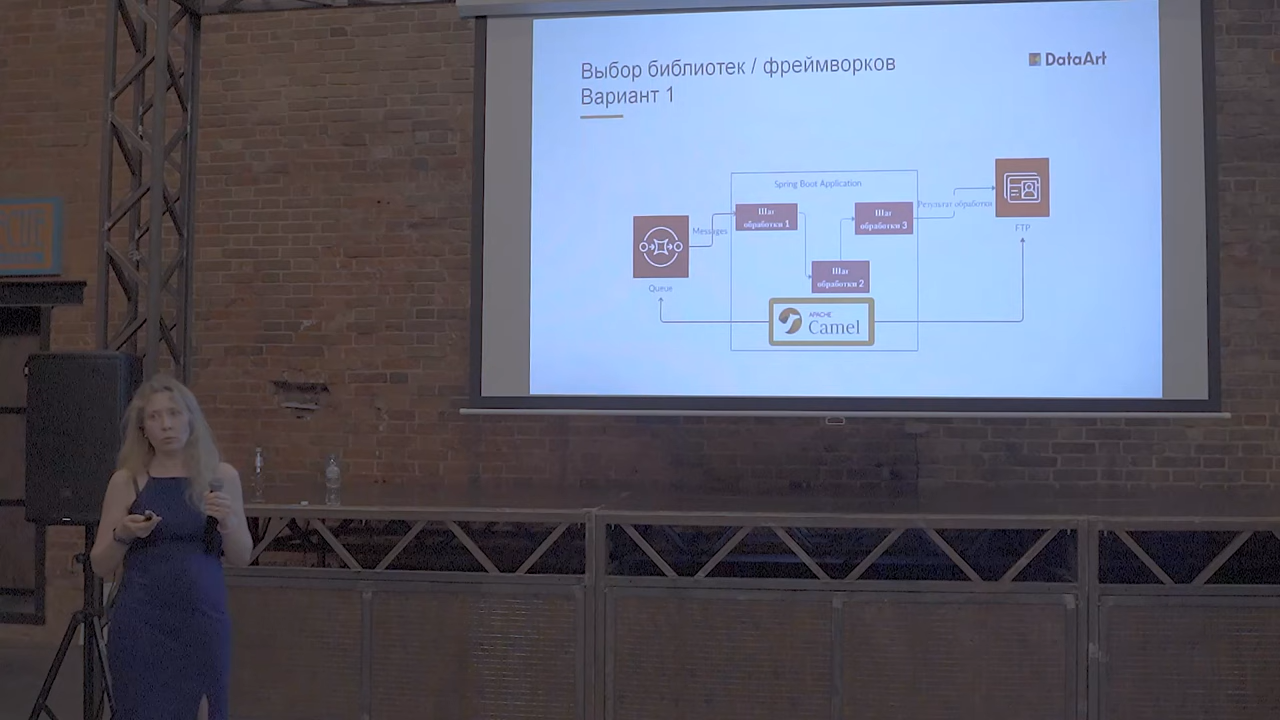 Выбор библиотек / фреймворков
Вариант 1
DataArt
Spring Boot Application
Messages
Шаг
обработки 1
Шаг
обработки 3
Результат обработки
FTP
Queue
Шаг
обработки 2
APACHE
Camel